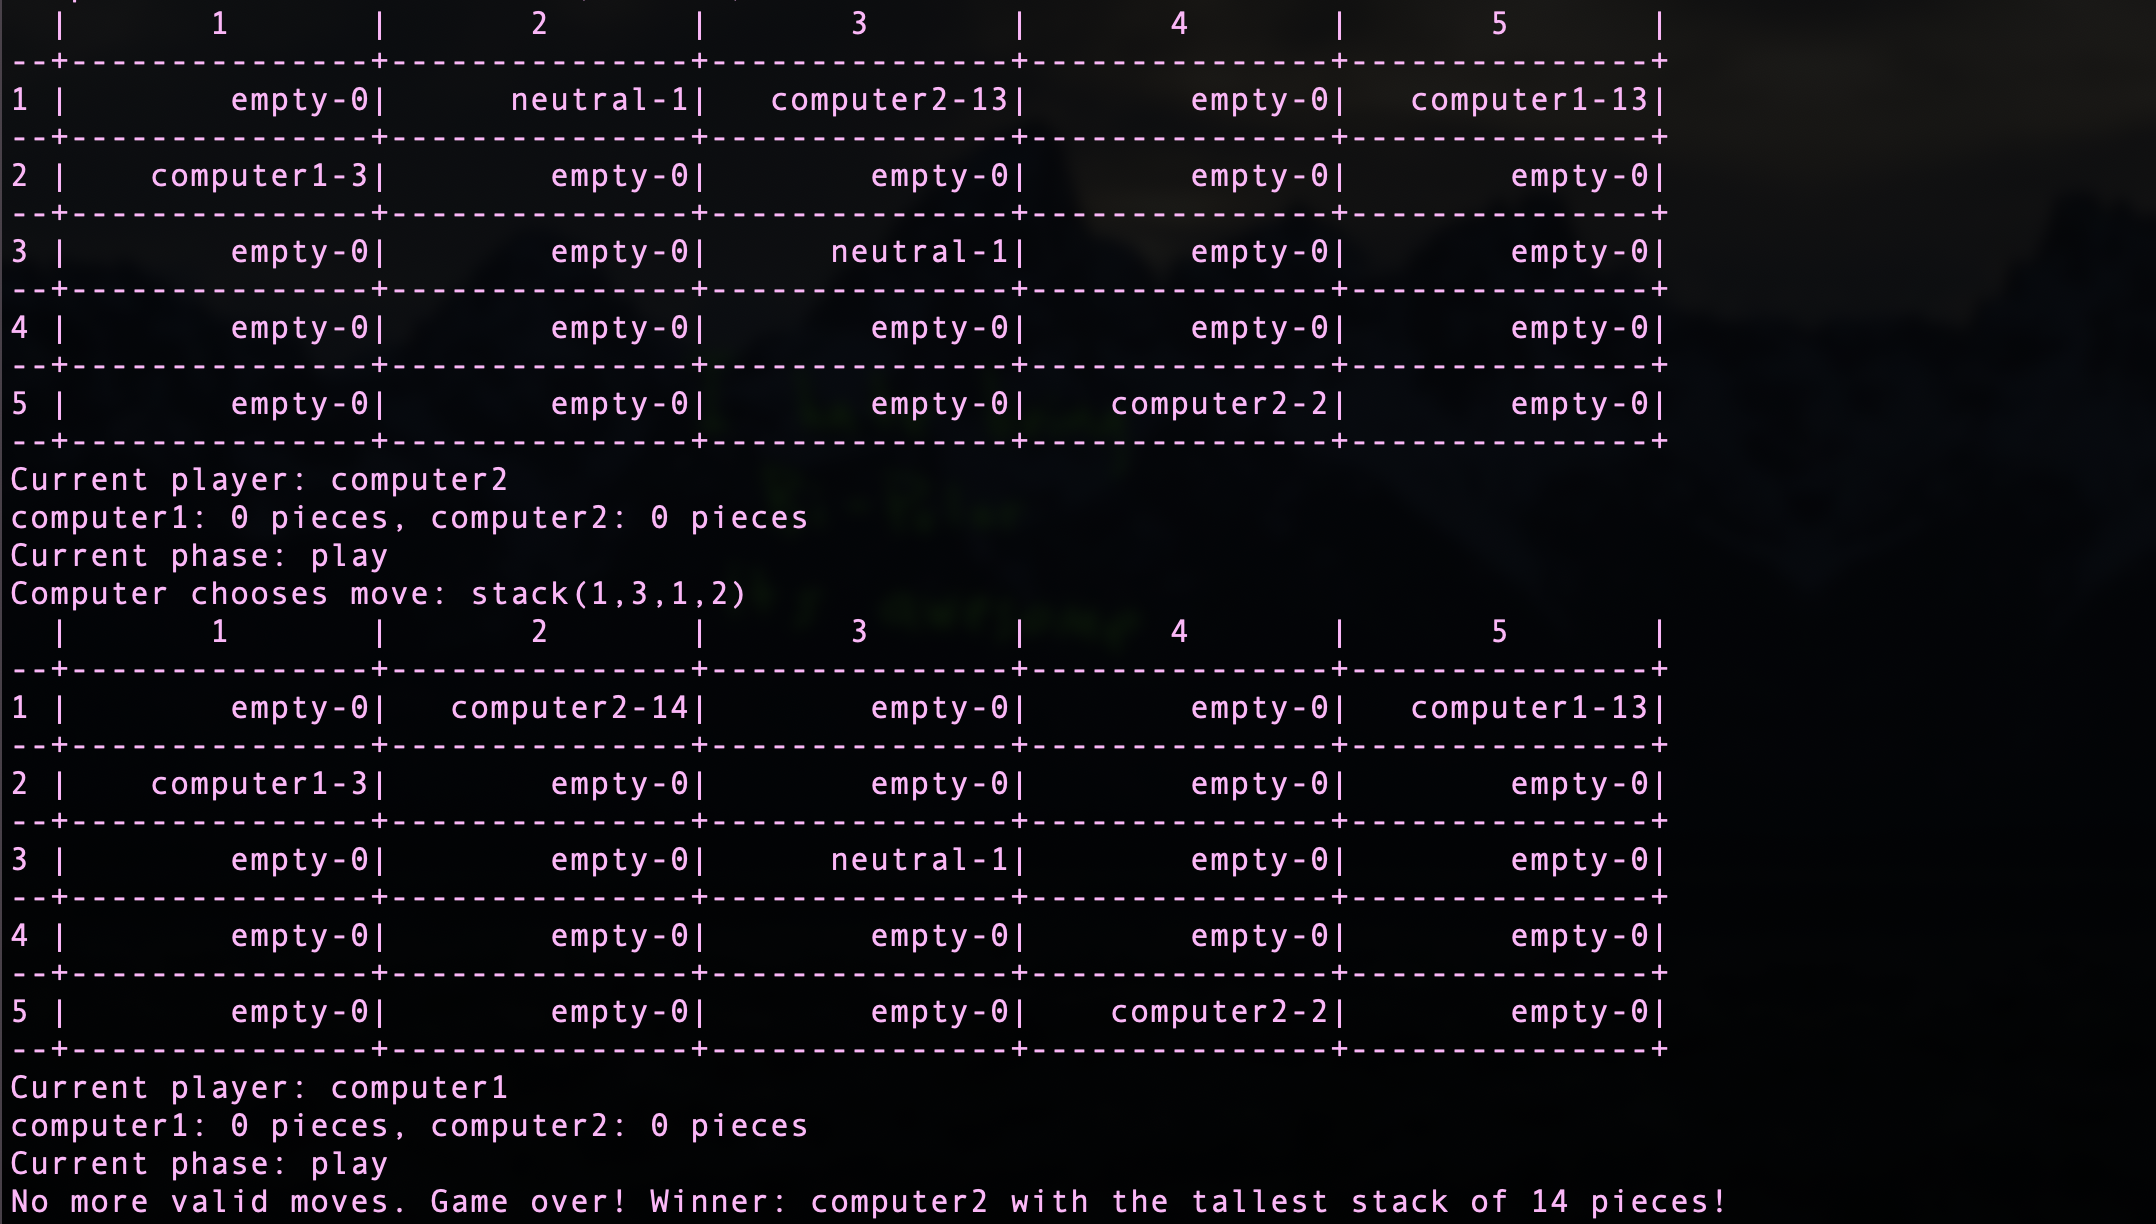 | 1 | 2 | 3 | 4 | 5 |
--+---------------+---------------+---------------+---------------+---------------+
1 | empty-0| neutral-1| computer2-13| empty-0| computer1-13|
--+---------------+---------------+---------------+---------------+---------------+
2 | computer1-3| empty-0| empty-0| empty-0| empty-0|
--+---------------+---------------+---------------+---------------+---------------+
3 | empty-0| empty-0| neutral-1| empty-0| empty-0|
--+---------------+---------------+---------------+---------------+---------------+
4 | empty-0| empty-0| empty-0| empty-0| empty-0|
--+---------------+---------------+---------------+---------------+---------------+
5 | empty-0| empty-0| empty-0| computer2-2| empty-0|
--+---------------+---------------+---------------+---------------+---------------+
Current player: computer2
computer1: 0 pieces, computer2: 0 pieces
Current phase: play
Computer chooses move: stack(1,3,1,2)
| 1 | 2 | 3 | 4 | 5 |
--+---------------+---------------+---------------+---------------+---------------+
1 | empty-0| computer2-14| empty-0| empty-0| computer1-13|
--+---------------+---------------+---------------+---------------+---------------+
2 | computer1-3| empty-0| empty-0| empty-0| empty-0|
--+---------------+---------------+---------------+---------------+---------------+
3 | empty-0| empty-0| neutral-1| empty-0| empty-0|
--+---------------+---------------+---------------+---------------+---------------+
4 | empty-0| empty-0| empty-0| empty-0| empty-0|
--+---------------+---------------+---------------+---------------+---------------+
5 | empty-0| empty-0| empty-0| computer2-2| empty-0|
--+---------------+---------------+---------------+---------------+---------------+
Current player: computer1
computer1: 0 pieces, computer2: 0 pieces
Current phase: play
No more valid moves. Game over! Winner: computer2 with the tallest stack of 14 pieces!